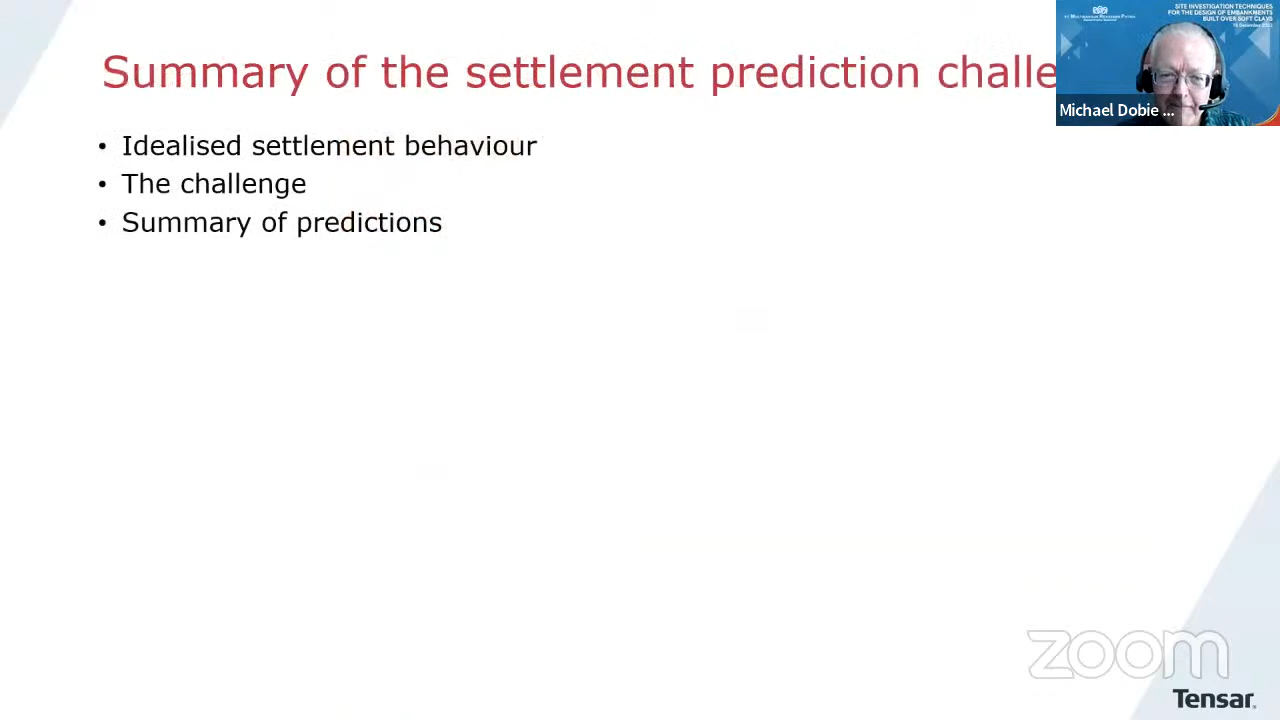 Summary of the settlement prediction challe
• Idealised settlement behaviour
• The challenge
• Summary of predictions
SITE INVESTIGATION TECHNIQUES
FOR THE DESIGN OF EMBANKMENTS
BUILT OVER SOFT CLAYS
Michael Dobie ...
zoom
Tensar